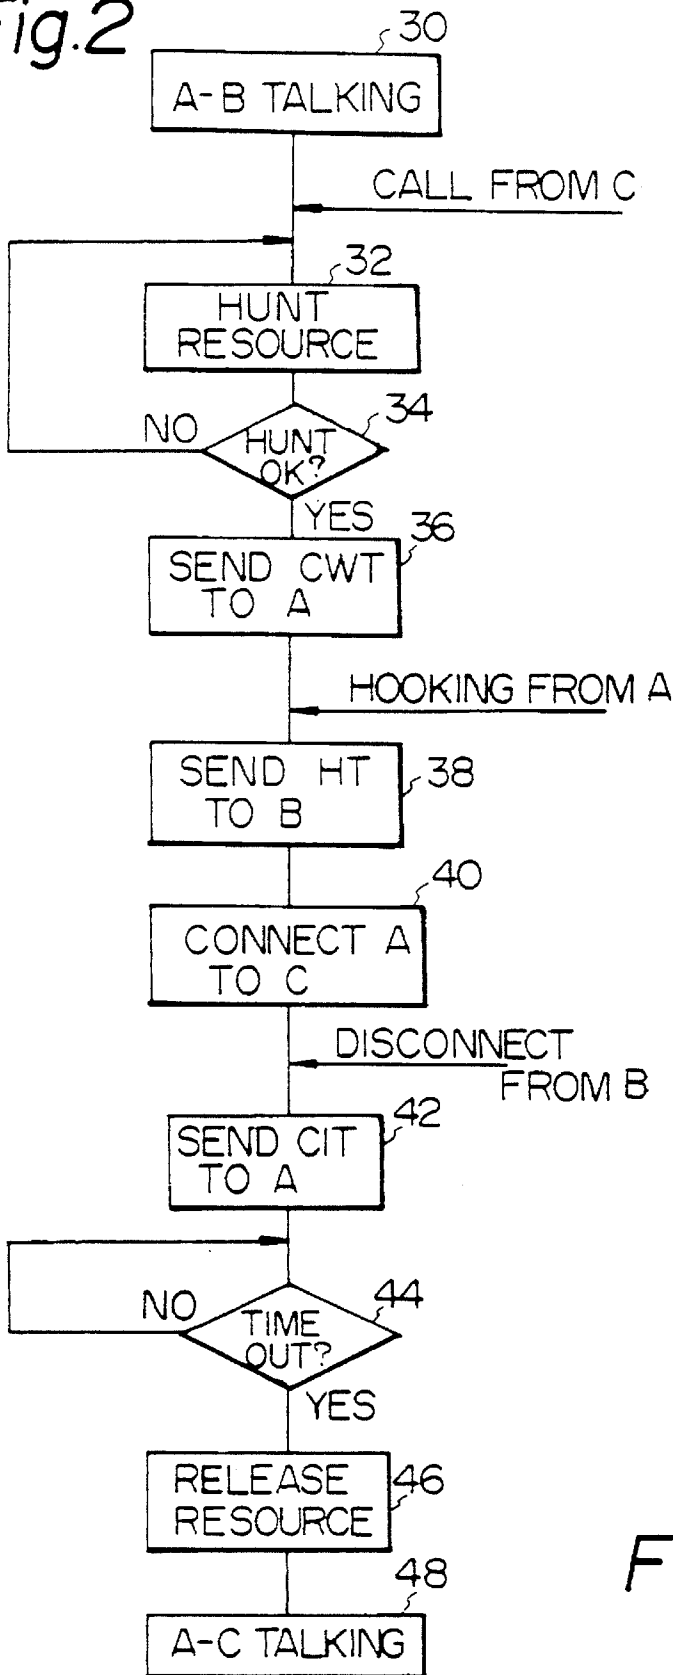 Fig.2
30
A-B TALKING
CALL FROM C
32
HUNT
RESOURCE
34
NO
HUNT
OK?
YES
36
SEND CWT
TO A
HOOKING FROM A
SEND HT
TO B
38
40
CONNECT A
TO C
DISCONNECT
FROM B
42
SEND CIT
TO A
NO
44
TIME
OUT?
YES
RELEASE
RESOURCE
46
F
48
A-C TALKING